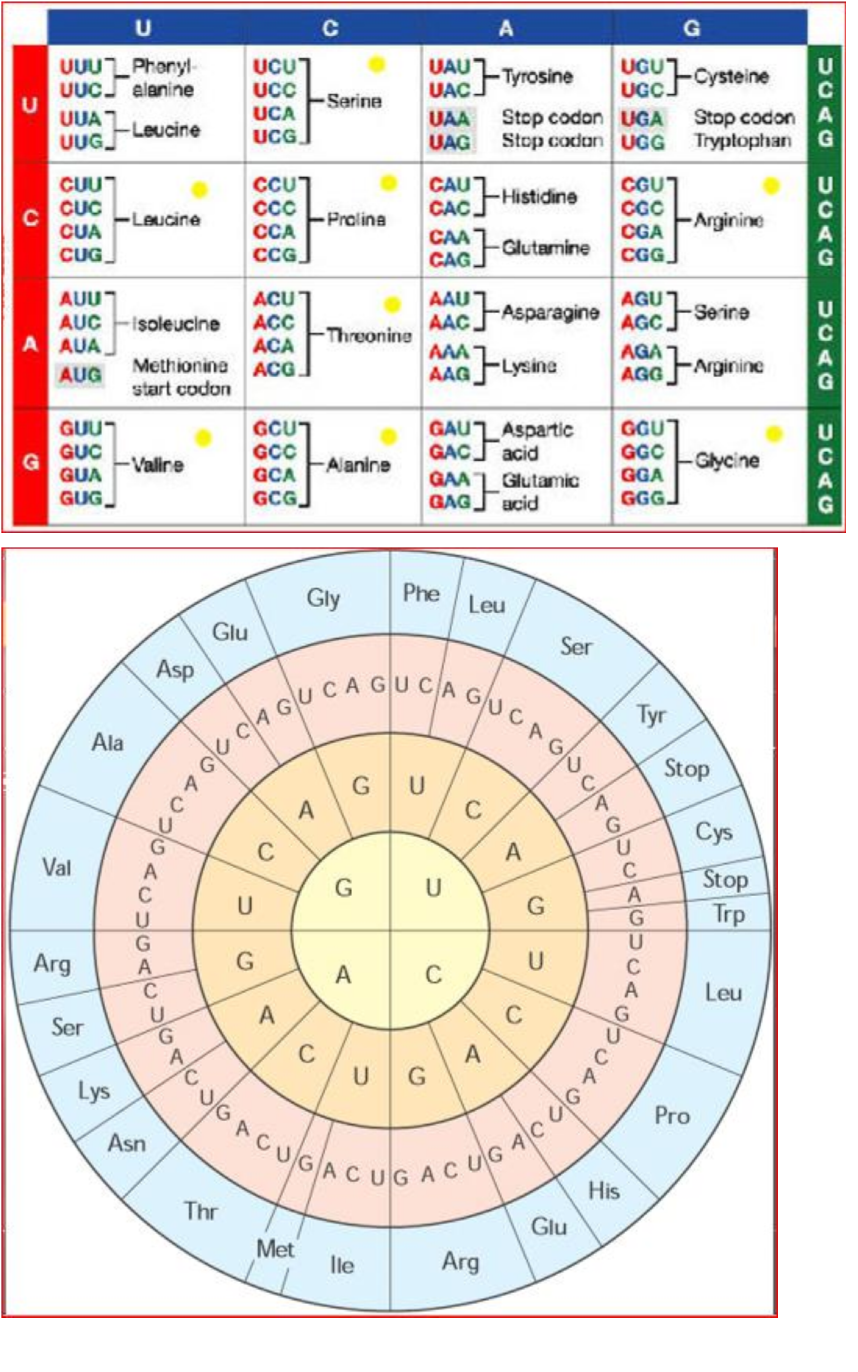 U C A G
U
UUU Phenyl-
UUC alanine
UUA Leucine
UUG
UCU
UCC Serine
UCA
UCG
UAU Tyrosine
UAC
UAA Stop codon
UAG Stop codon
UGU Cysteine
UGC
UGA Stop codon
UGG Tryptophan
U
C
A
G
C
CUU
CUC Leucine
CUA
CUG
CCU
CCC Proline
CCA
CCG
CAU Histidine
CAC
CAA Glutamine
CAG
CGU
CGC Arginine
CGA
CGG
U
C
A
G
A
AUU
AUC Isoleucine
AUA
AUG Methionine
start codon
ACU
ACC Threonine
ACA
ACG
AAU Asparagine
AAC
AAA Lysine
AAG
AGU Serine
AGC
AGA Arginine
AGG
U
C
A
G
G
GUU
GUC Valine
GUA
GUG
GCU
GCC Alanine
GCA
GCG
GAU Aspartic
GAC acid
GAA Glutamic
GAG acid
GGU
GGC Glycine
GGA
GGG
U
C
A
G
Phe
Leu
Ser
Tyr
Stop
Cys
Stop
Trp
Leu
Pro
His
Glu
Arg
Ile
Met
Thr
Asn
Lys
Ser
Arg
Val
Ala
Asp
Glu
Gly
U C A G U C A G U C A G U C A G
U C A G U C A G U C A G U C A G
G A C U G A C U G A C U G A C U
U C A G U C A G U C A G U C A G
U C A G
U C A G
U C A G
U C A G
G U
A C